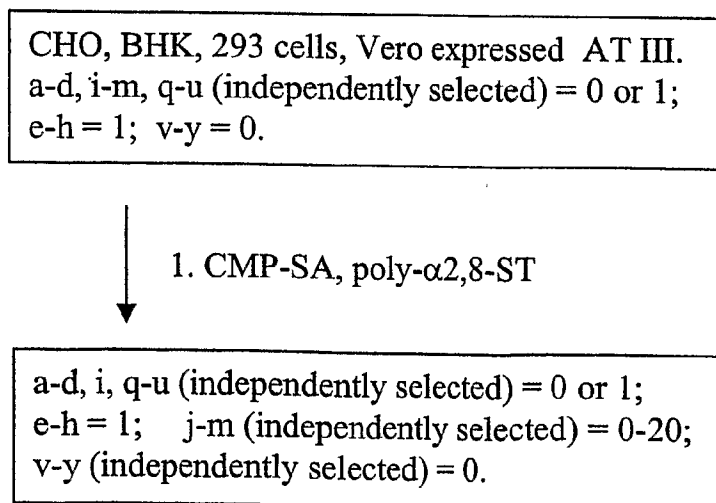 CHO, BHK, 293 cells, Vero expressed AT III.
a-d, i-m, q-u (independently selected) = 0 or 1;
e-h = 1; v-y = 0.
1. CMP-SA, poly-α2,8-ST
a-d, i, q-u (independently selected) = 0 or 1;
e-h = 1; j-m (independently selected) = 0-20;
v-y (independently selected) = 0.